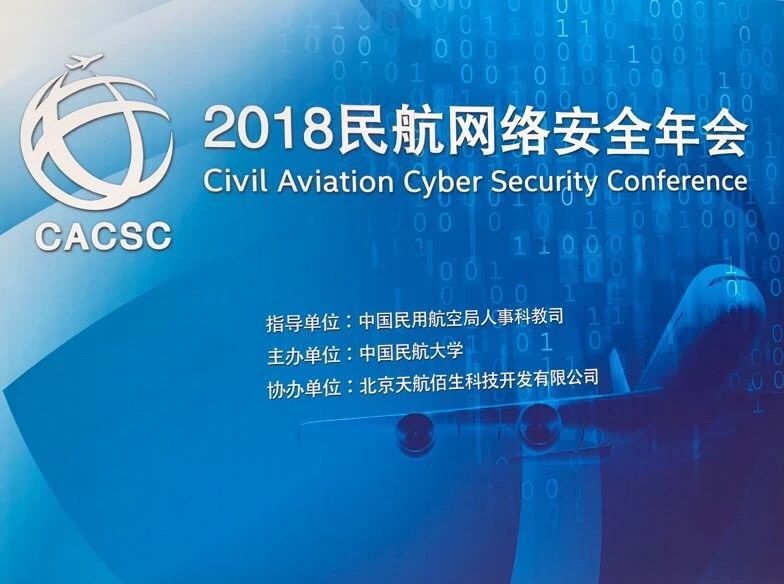 2018民航网络安全年会
Civil Aviation Cyber Security Conference
CACSC
指导单位：中国民用航空局人事科教司
主办单位：中国民航大学
协办单位：北京天航佰生科技开发有限公司